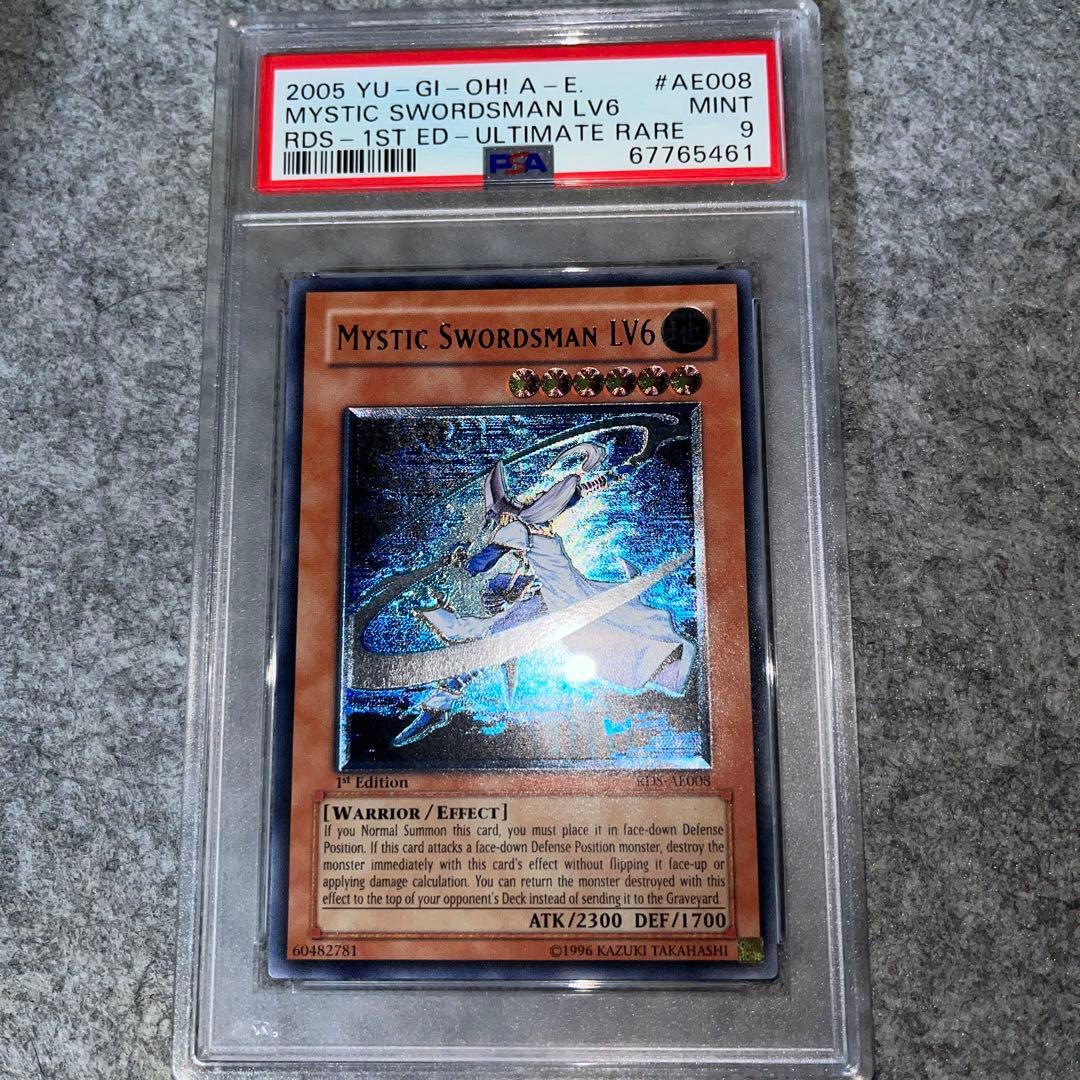 2005 YU-GI-OH! A-E. #AE008
MYSTIC SWORDSMAN LV6 MINT
RDS-1ST ED-ULTIMATE RARE 9
PSA 67765461
MYSTIC SWORDSMAN LV6 地
1st Edition RDS-AE008
[WARRIOR/EFFECT]
If you Normal Summon this card, you must place it in face-down Defense
Position. If this card attacks a face-down Defense Position monster, destroy the
monster immediately with this card's effect without flipping it face-up or
applying damage calculation. You can return the monster destroyed with this
effect to the top of your opponent's Deck instead of sending it to the Graveyard.
ATK/2300 DEF/1700
60482781 ©1996 KAZUKI TAKAHASHI